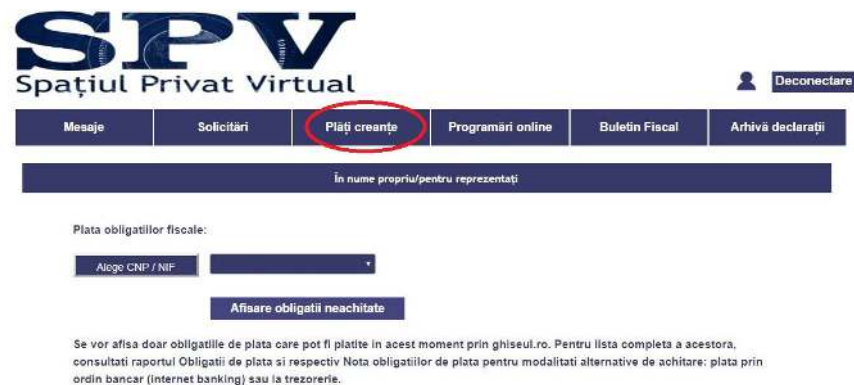 SPV
Spațiul Privat Virtual
Deconectare
Mesaje Solicitări Plăți creanțe Programări online Buletin Fiscal Arhivă declarații
În nume propriu/pentru reprezentați
Plata obligatiilor fiscale:
Alege CNP / NIF
Afisare obligatii neachitate
Se vor afisa doar obligatiile de plata care pot fi platite in acest moment prin ghiseul.ro. Pentru lista completa a acestora,
consultati raportul Obligatii de plata si respectiv Nota obligatiilor de plata pentru modalitati alternative de achitare: plata prin
ordin bancar (internet banking) sau la trezorerie.